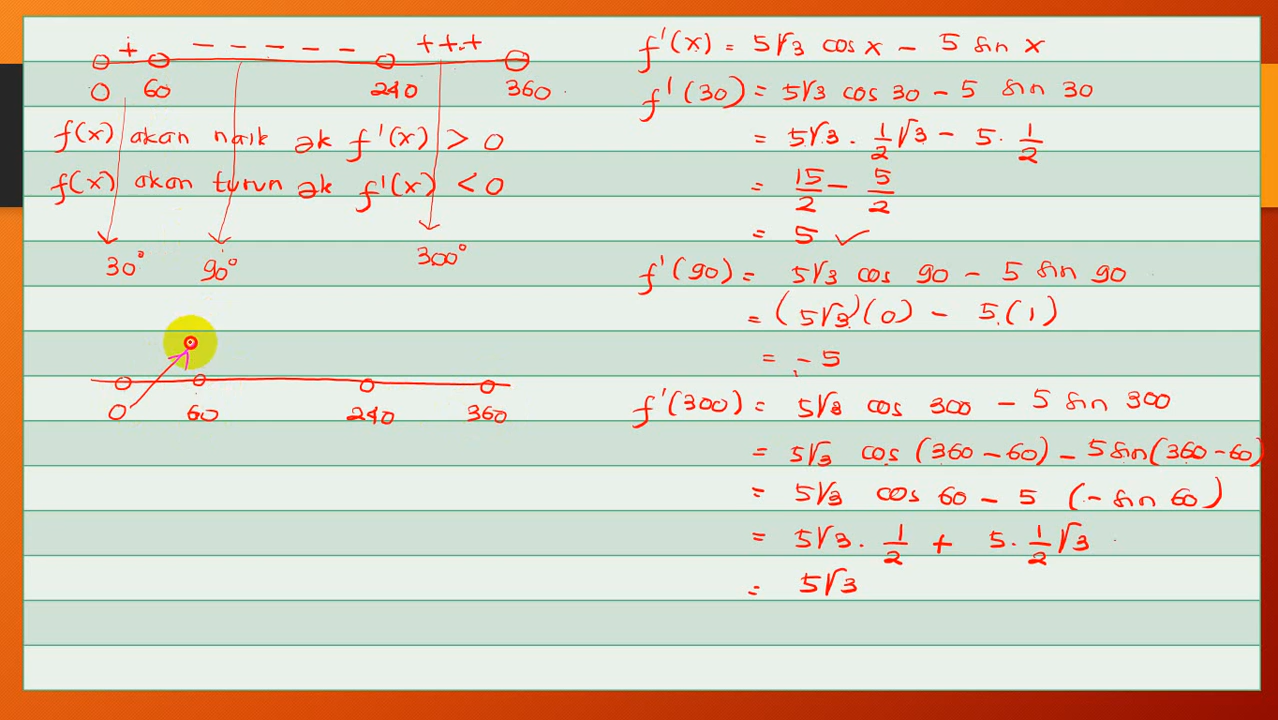 + - - - - - +++
0 60 240 360
f(x) akan naik ək f'(x) > 0
f(x) akan turun ək f'(x) < 0
30° 90° 300°
0 60 240 360
f'(x) = 5√3 cos x - 5 sin x
f'(30) = 5√3 cos 30 - 5 sin 30
= 5√3 . 1/2 √3 - 5 . 1/2
= 15/2 - 5/2
= 5 ✓
f'(90) = 5√3 cos 90 - 5 sin 90
= (5√3)(0) - 5.(1)
= -5
f'(300) = 5√3 cos 300 - 5 sin 300
= 5√3 cos (360-60) - 5 sin(360-60)
= 5√3 cos 60 - 5 (- sin 60)
= 5√3 . 1/2 + 5 . 1/2 √3
= 5√3